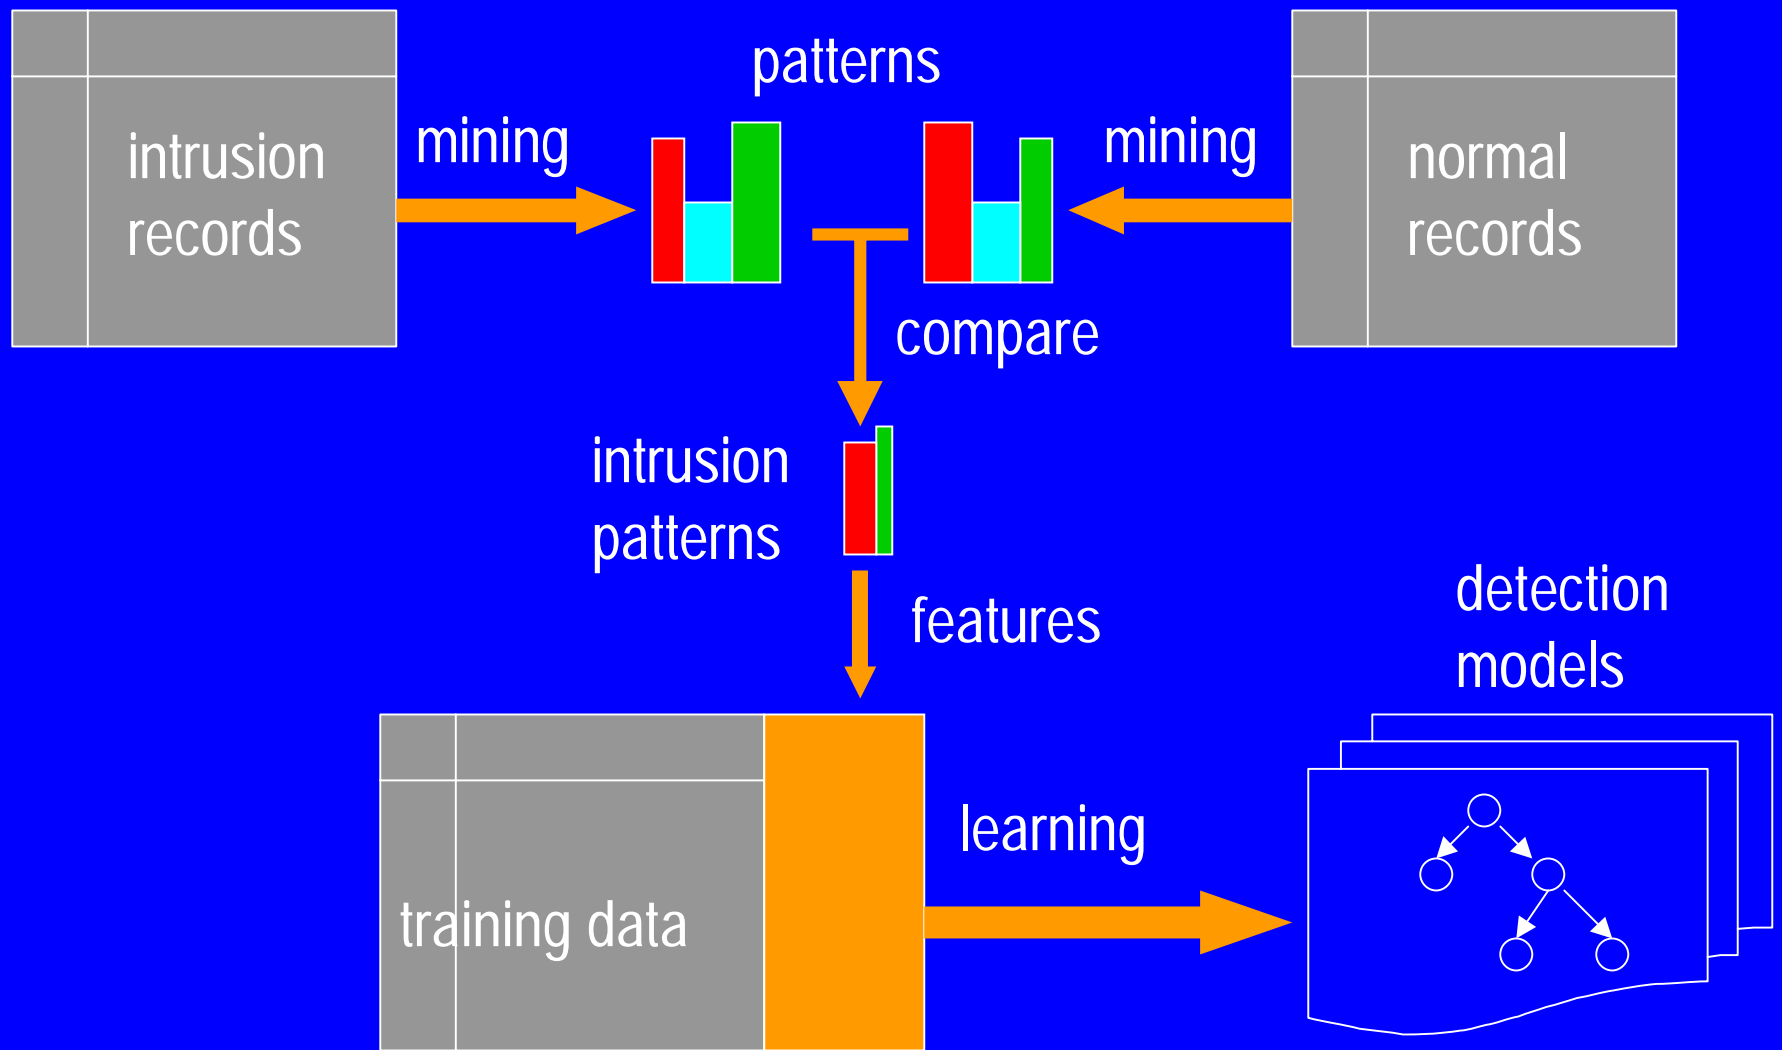 patterns
mining
mining
intrusion
records
normal
records
compare
intrusion
patterns
features
detection
models
learning
training data